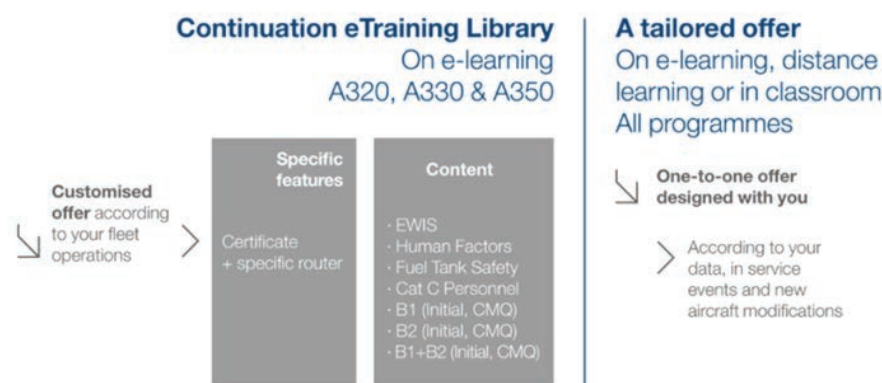 Continuation eTraining Library
On e-learning
A320, A330 & A350
Customised
offer according
to your fleet
operations
Specific
features
Certificate
+ specific router
Content
· EWIS
· Human Factors
· Fuel Tank Safety
· Cat C Personnel
· B1 (Initial, CMQ)
· B2 (Initial, CMQ)
· B1+B2 (Initial, CMQ)
A tailored offer
On e-learning, distance
learning or in classroom
All programmes
One-to-one offer
designed with you
According to your
data, in service
events and new
aircraft modifications